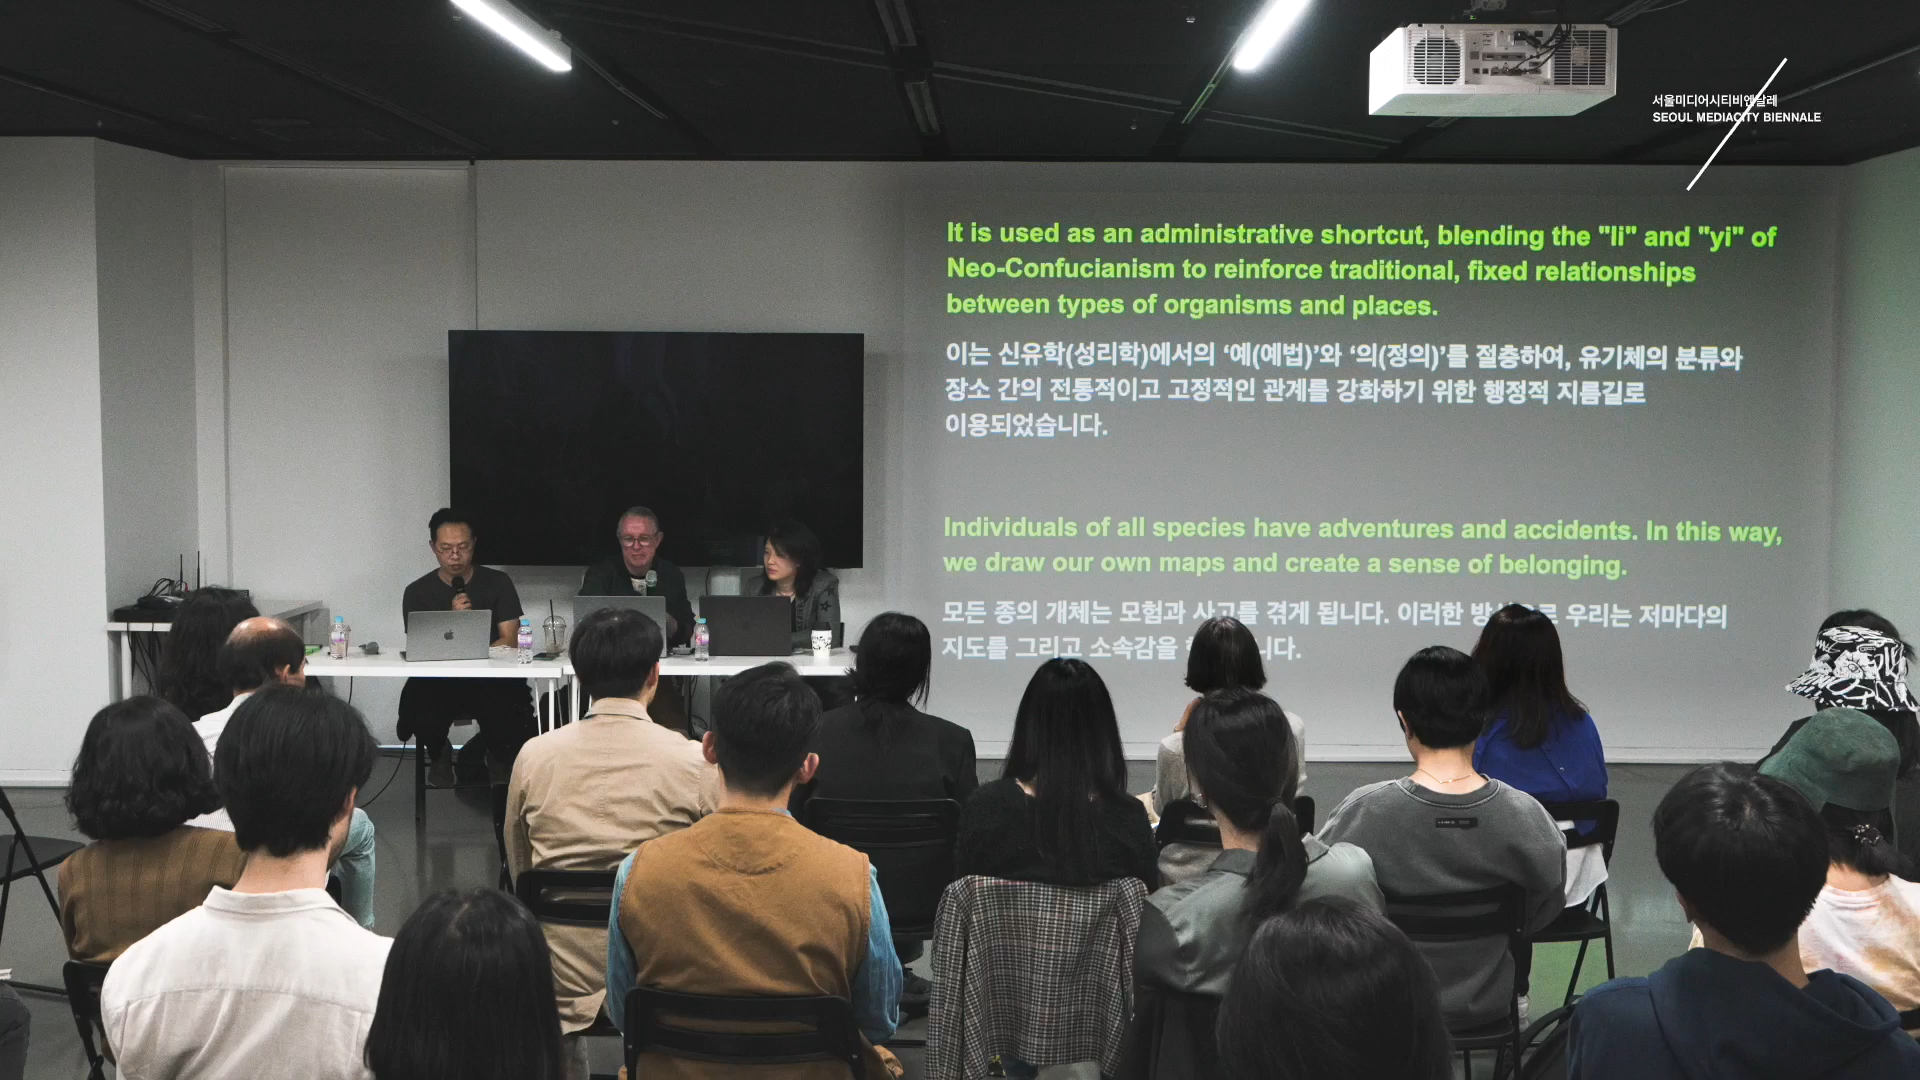 서울미디어시티비엔날레
SEOUL MEDIACITY BIENNALE
It is used as an administrative shortcut, blending the "li" and "yi" of
Neo-Confucianism to reinforce traditional, fixed relationships
between types of organisms and places.
이는 신유학(성리학)에서의 ‘예(예법)’와 ‘의(정의)’를 절충하여, 유기체의 분류와
장소 간의 전통적이고 고정적인 관계를 강화하기 위한 행정적 지름길로
이용되었습니다.
Individuals of all species have adventures and accidents. In this way,
we draw our own maps and create a sense of belonging.
모든 종의 개체는 모험과 사고를 겪게 됩니다. 이러한 우리는 저마다의
지도를 그리고 소속감을